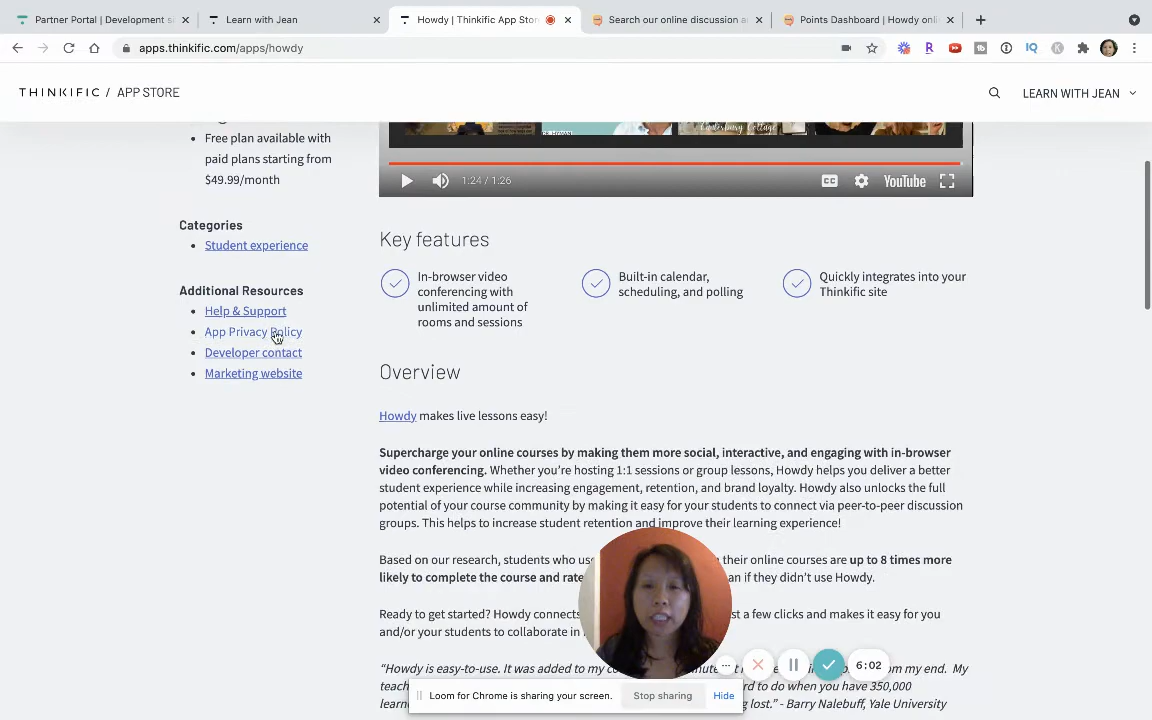 Partner Portal | Development s
Learn with Jean
Howdy | Thinkific App Stor
Search our online discussion a
Points Dashboard | Howdy onli
apps.thinkific.com/apps/howdy
THINKIFIC / APP STORE
LEARN WITH JEAN
Free plan available with
paid plans starting from
$49.99/month
Categories
Student experience
Additional Resources
Help & Support
App Privacy Policy
Developer contact
Marketing website
1:24 / 1:26
CC
YouTube
Key features
In-browser video
conferencing with
unlimited amount of
rooms and sessions
Built-in calendar,
scheduling, and polling
Quickly integrates into your
Thinkific site
Overview
Howdy makes live lessons easy!
Supercharge your online courses by making them more social, interactive, and engaging with in-browser
video conferencing. Whether you're hosting 1:1 sessions or group lessons, Howdy helps you deliver a better
student experience while increasing engagement, retention, and brand loyalty. Howdy also unlocks the full
potential of your course community by making it easy for your students to connect via peer-to-peer discussion
groups. This helps to increase student retention and improve their learning experience!
Based on our research, students who us their online courses are up to 8 times more
likely to complete the course and rate an if they didn't use Howdy.
Ready to get started? Howdy connects st a few clicks and makes it easy for you
and/or your students to collaborate in
"Howdy is easy-to-use. It was added to my co from my end. My
6:02
teach rd to do when you have 350,000
learn ng lost." - Barry Nalebuff, Yale University
Loom for Chrome is sharing your screen.
Stop sharing
Hide